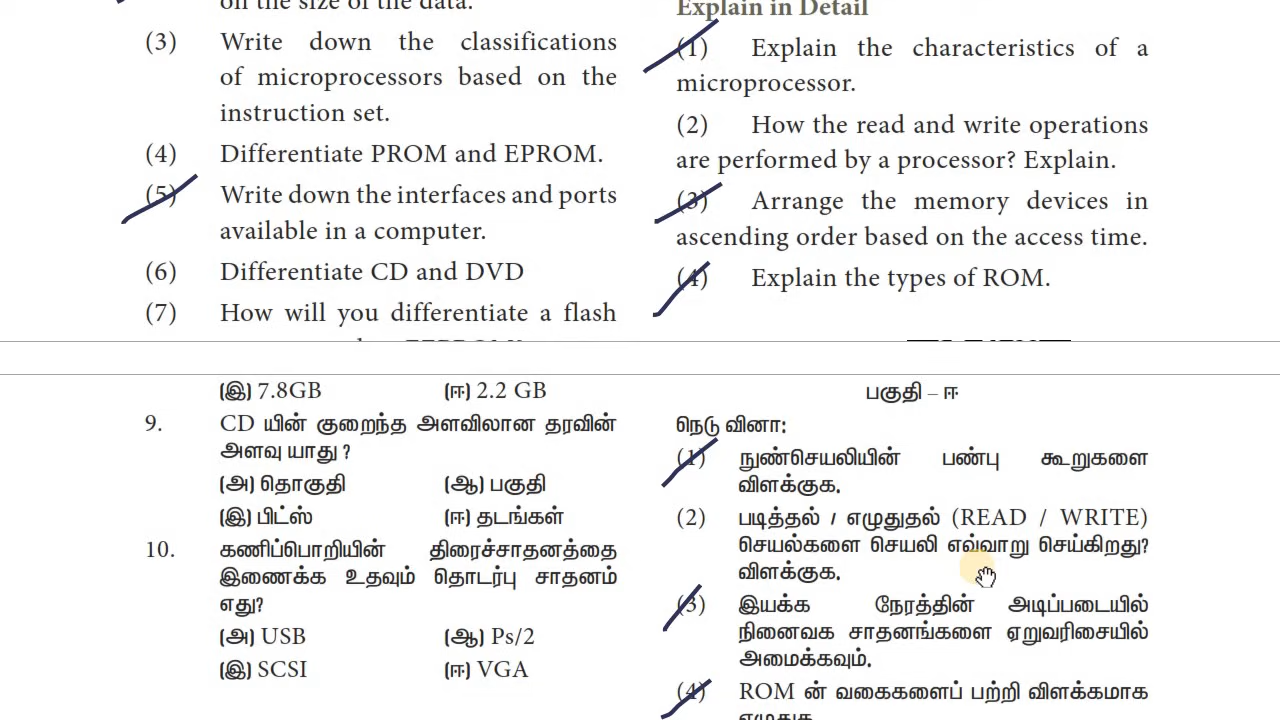 on the size of the data.
(3) Write down the classifications
of microprocessors based on the
instruction set.
(4) Differentiate PROM and EPROM.
(5) Write down the interfaces and ports
available in a computer.
(6) Differentiate CD and DVD
(7) How will you differentiate a flash
Explain in Detail
(1) Explain the characteristics of a
microprocessor.
(2) How the read and write operations
are performed by a processor? Explain.
(3) Arrange the memory devices in
ascending order based on the access time.
(4) Explain the types of ROM.
(இ) 7.8GB (ஈ) 2.2 GB
9. CD யின் குறைந்த அளவிலான தரவின்
அளவு யாது ?
(அ) தொகுதி (ஆ) பகுதி
(இ) பிட்ஸ் (ஈ) தடங்கள்
10. கணிப்பொறியின் திரைச்சாதனத்தை
இணைக்க உதவும் தொடர்பு சாதனம்
எது?
(அ) USB (ஆ) Ps/2
(இ) SCSI (ஈ) VGA
பகுதி – ஈ
நெடு வினா:
(1) நுண்செயலியின் பண்பு கூறுகளை
விளக்குக.
(2) படித்தல் / எழுதுதல் (READ / WRITE)
செயல்களை செயலி எவ்வாறு செய்கிறது?
விளக்குக.
(3) இயக்க நேரத்தின் அடிப்படையில்
நினைவக சாதனங்களை ஏறுவரிசையில்
அமைக்கவும்.
(4) ROM ன் வகைகளைப் பற்றி விளக்கமாக